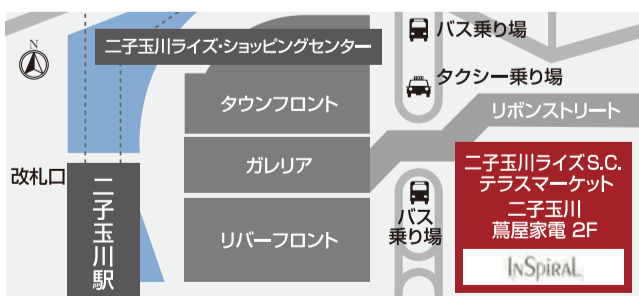 N
二子玉川ライズ・ショッピングセンター
バス乗り場
タクシー乗り場
タウンフロント
リボンストリート
ガレリア
改札口
二子玉川駅
リバーフロント
バス
乗り場
二子玉川ライズS.C.
テラスマーケット
二子玉川
蔦屋家電 2F
INSPIRAL